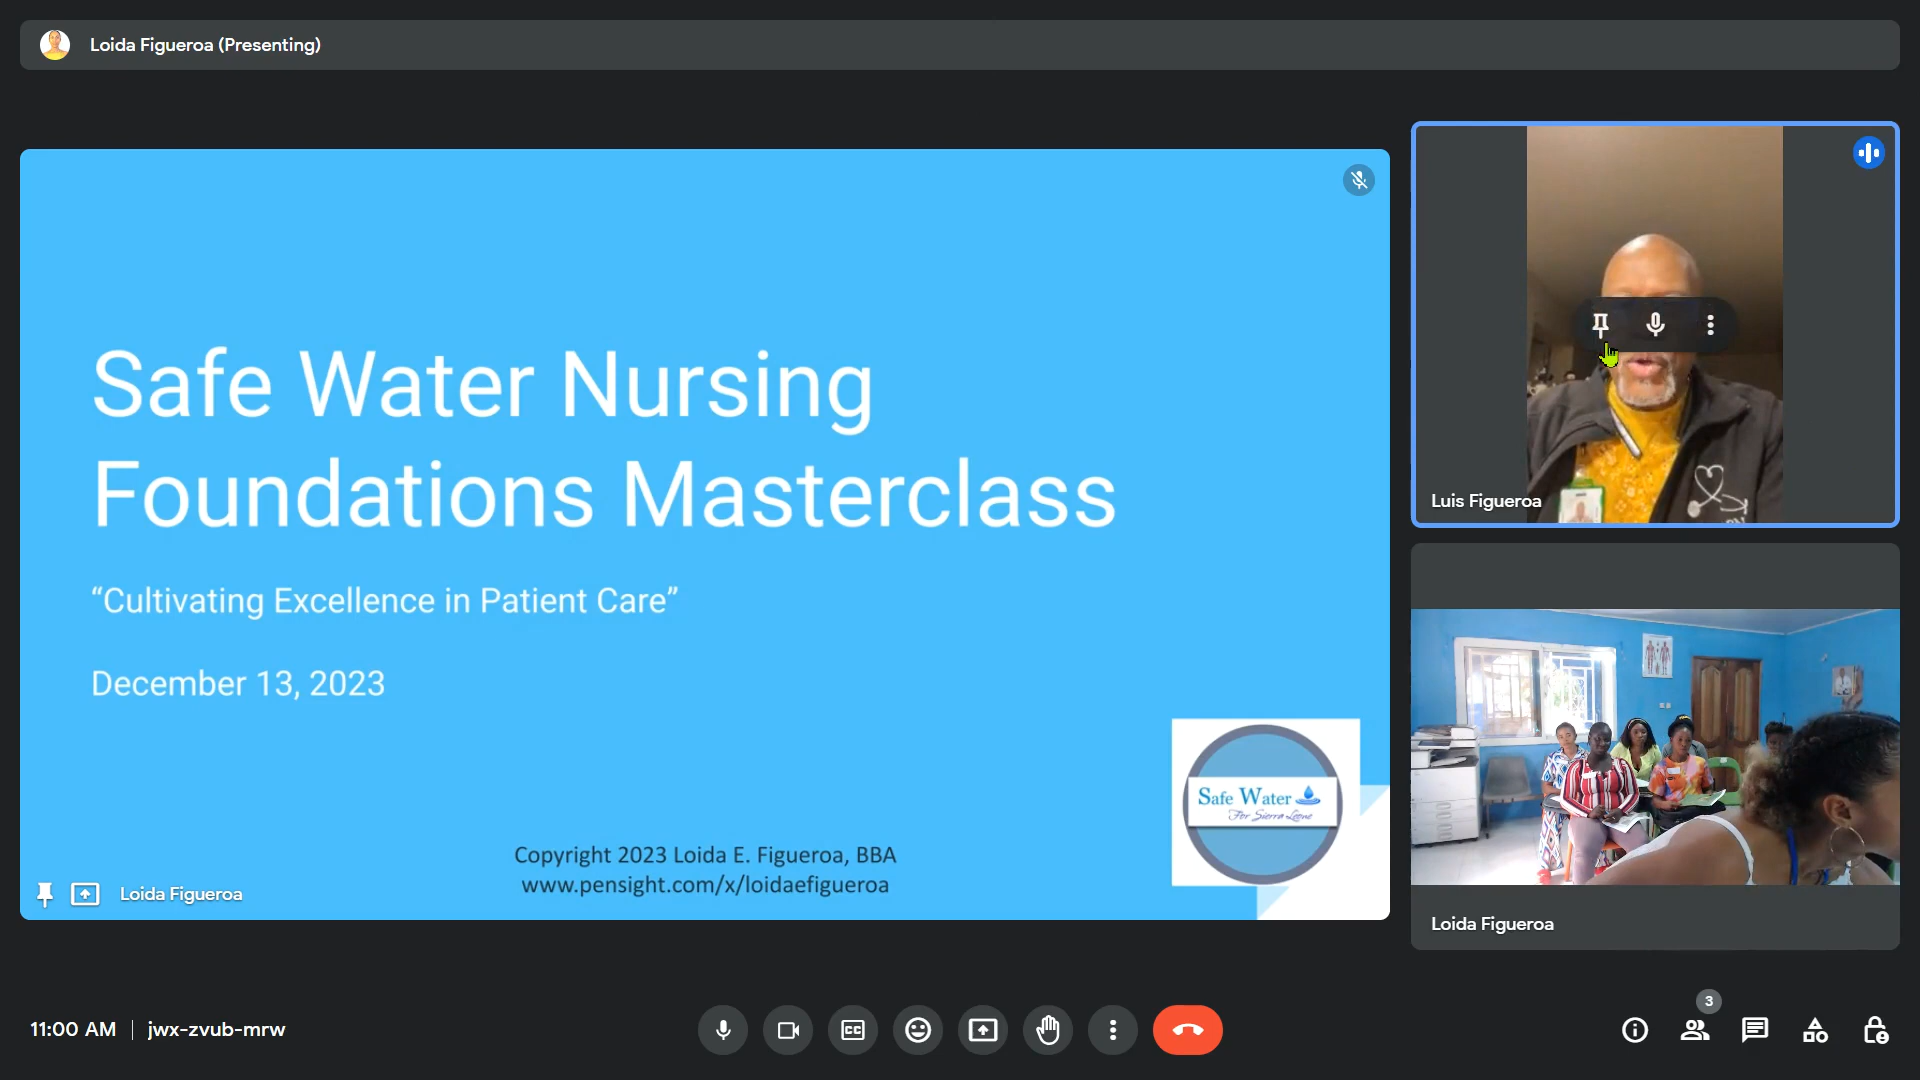 Loida Figueroa (Presenting)
Safe Water Nursing
Foundations Masterclass
“Cultivating Excellence in Patient Care”
December 13, 2023
Safe Water
For Sierra Leone
Copyright 2023 Loida E. Figueroa, BBA
www.pensight.com/x/loidaefigueroa
Loida Figueroa
Luis Figueroa
Loida Figueroa
11:00 AM | jwx-zvub-mrw
CC
3